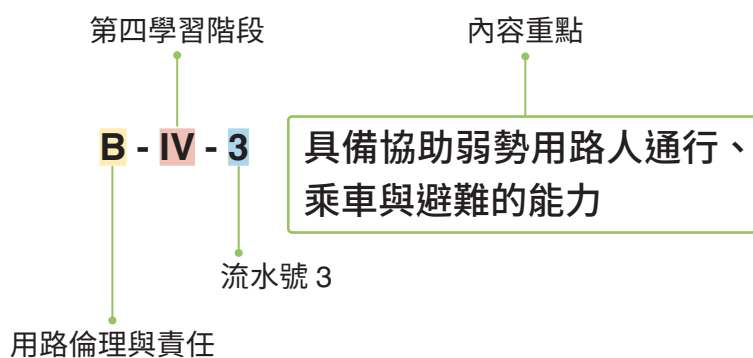 第四學習階段
內容重點
B - IV - 3
具備協助弱勢用路人通行、
乘車與避難的能力
流水號 3
用路倫理與責任